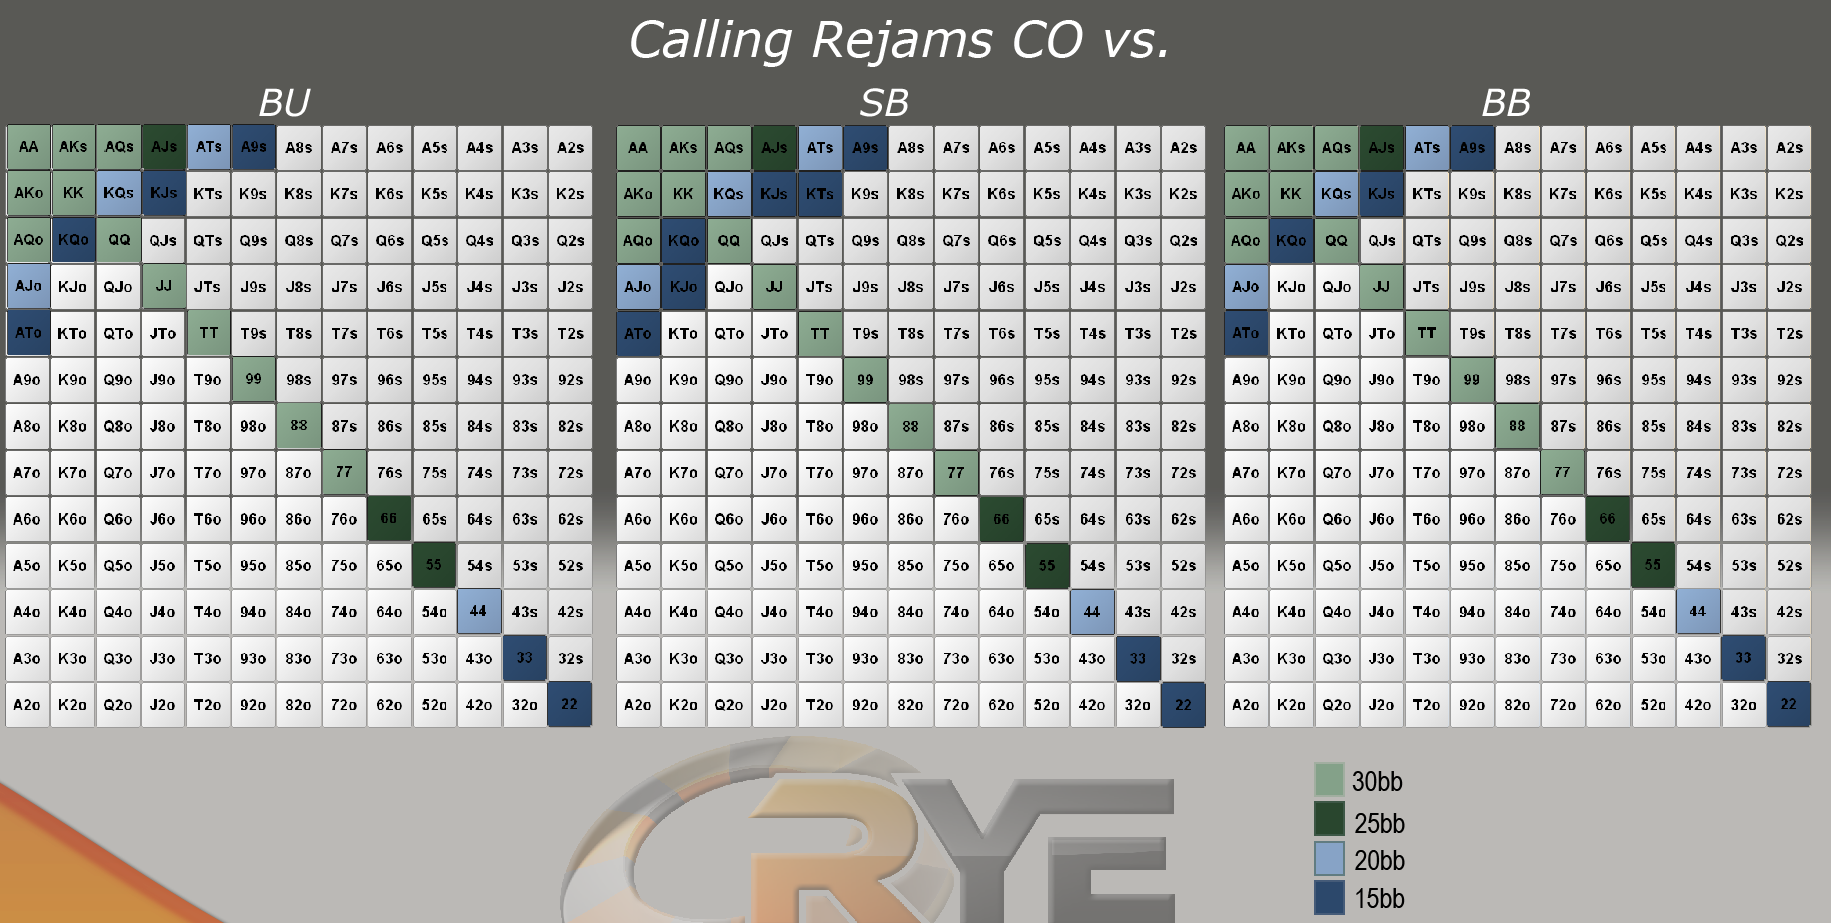 Calling Rejams CO vs.
BU SB BB
AA AKs AQs AJs ATs A9s A8s A7s A6s A5s A4s A3s A2s AA AKs AQs AJs ATs A9s A8s A7s A6s A5s A4s A3s A2s AA AKs AQs AJs ATs A9s A8s A7s A6s A5s A4s A3s A2s
AKo KK KQs KJs KTs K9s K8s K7s K6s K5s K4s K3s K2s AKo KK KQs KJs KTs K9s K8s K7s K6s K5s K4s K3s K2s AKo KK KQs KJs KTs K9s K8s K7s K6s K5s K4s K3s K2s
AQo KQo QQ QJs QTs Q9s Q8s Q7s Q6s Q5s Q4s Q3s Q2s AQo KQo QQ QJs QTs Q9s Q8s Q7s Q6s Q5s Q4s Q3s Q2s AQo KQo QQ QJs QTs Q9s Q8s Q7s Q6s Q5s Q4s Q3s Q2s
AJo KJo QJo JJ JTs J9s J8s J7s J6s J5s J4s J3s J2s AJo KJo QJo JJ JTs J9s J8s J7s J6s J5s J4s J3s J2s AJo KJo QJo JJ JTs J9s J8s J7s J6s J5s J4s J3s J2s
ATo KTo QTo JTo TT T9s T8s T7s T6s T5s T4s T3s T2s ATo KTo QTo JTo TT T9s T8s T7s T6s T5s T4s T3s T2s ATo KTo QTo JTo TT T9s T8s T7s T6s T5s T4s T3s T2s
A9o K9o Q9o J9o T9o 99 98s 97s 96s 95s 94s 93s 92s A9o K9o Q9o J9o T9o 99 98s 97s 96s 95s 94s 93s 92s A9o K9o Q9o J9o T9o 99 98s 97s 96s 95s 94s 93s 92s
A8o K8o Q8o J8o T8o 98o 88 87s 86s 85s 84s 83s 82s A8o K8o Q8o J8o T8o 98o 88 87s 86s 85s 84s 83s 82s A8o K8o Q8o J8o T8o 98o 88 87s 86s 85s 84s 83s 82s
A7o K7o Q7o J7o T7o 97o 87o 77 76s 75s 74s 73s 72s A7o K7o Q7o J7o T7o 97o 87o 77 76s 75s 74s 73s 72s A7o K7o Q7o J7o T7o 97o 87o 77 76s 75s 74s 73s 72s
A6o K6o Q6o J6o T6o 96o 86o 76o 66 65s 64s 63s 62s A6o K6o Q6o J6o T6o 96o 86o 76o 66 65s 64s 63s 62s A6o K6o Q6o J6o T6o 96o 86o 76o 66 65s 64s 63s 62s
A5o K5o Q5o J5o T5o 95o 85o 75o 65o 55 54s 53s 52s A5o K5o Q5o J5o T5o 95o 85o 75o 65o 55 54s 53s 52s A5o K5o Q5o J5o T5o 95o 85o 75o 65o 55 54s 53s 52s
A4o K4o Q4o J4o T4o 94o 84o 74o 64o 54o 44 43s 42s A4o K4o Q4o J4o T4o 94o 84o 74o 64o 54o 44 43s 42s A4o K4o Q4o J4o T4o 94o 84o 74o 64o 54o 44 43s 42s
A3o K3o Q3o J3o T3o 93o 83o 73o 63o 53o 43o 33 32s A3o K3o Q3o J3o T3o 93o 83o 73o 63o 53o 43o 33 32s A3o K3o Q3o J3o T3o 93o 83o 73o 63o 53o 43o 33 32s
A2o K2o Q2o J2o T2o 92o 82o 72o 62o 52o 42o 32o 22 A2o K2o Q2o J2o T2o 92o 82o 72o 62o 52o 42o 32o 22 A2o K2o Q2o J2o T2o 92o 82o 72o 62o 52o 42o 32o 22
RYE
30bb
25bb
20bb
15bb